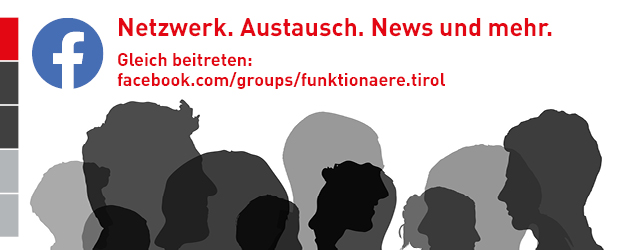 Netzwerk. Austausch. News und mehr.
Gleich beitreten:
facebook.com/groups/funktionaere.tirol